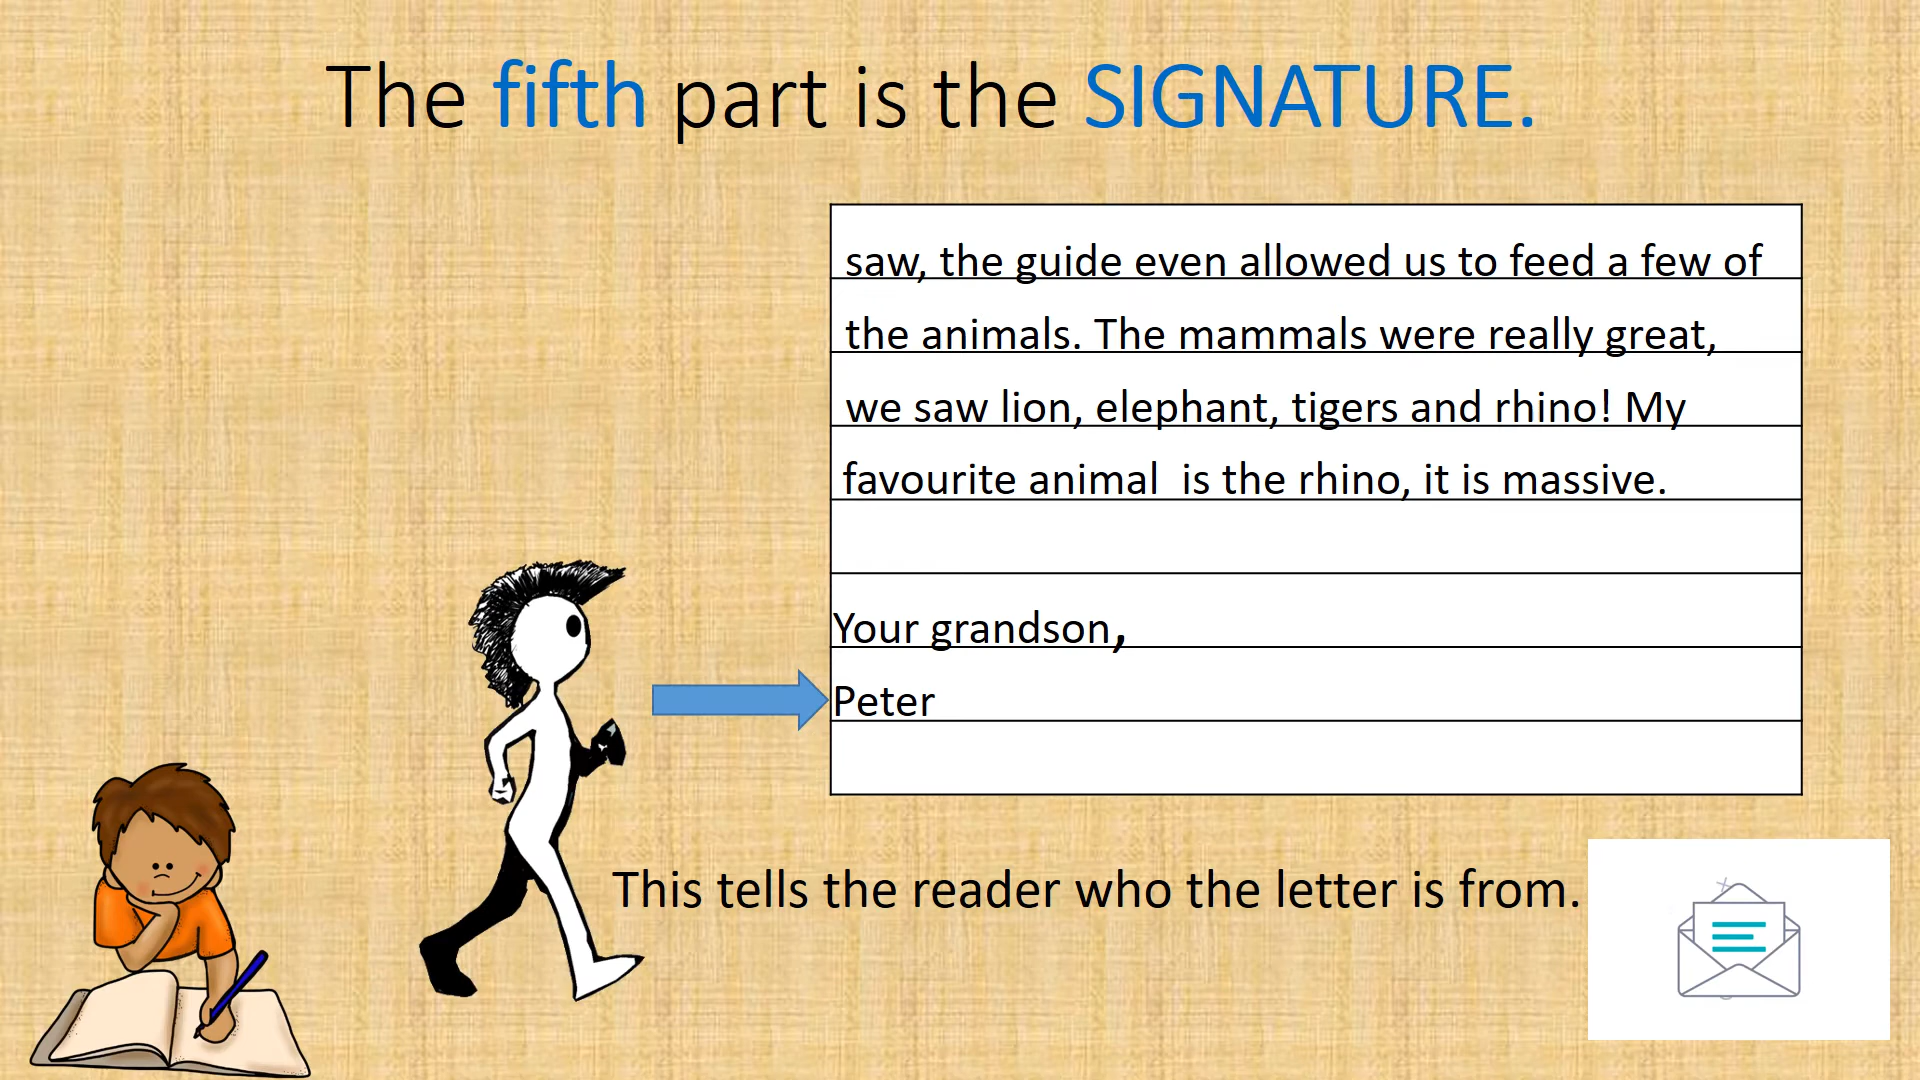 The fifth part is the SIGNATURE.
saw, the guide even allowed us to feed a few of
the animals. The mammals were really great,
we saw lion, elephant, tigers and rhino! My
favourite animal  is the rhino, it is massive.
Your grandson,
Peter
This tells the reader who the letter is from.